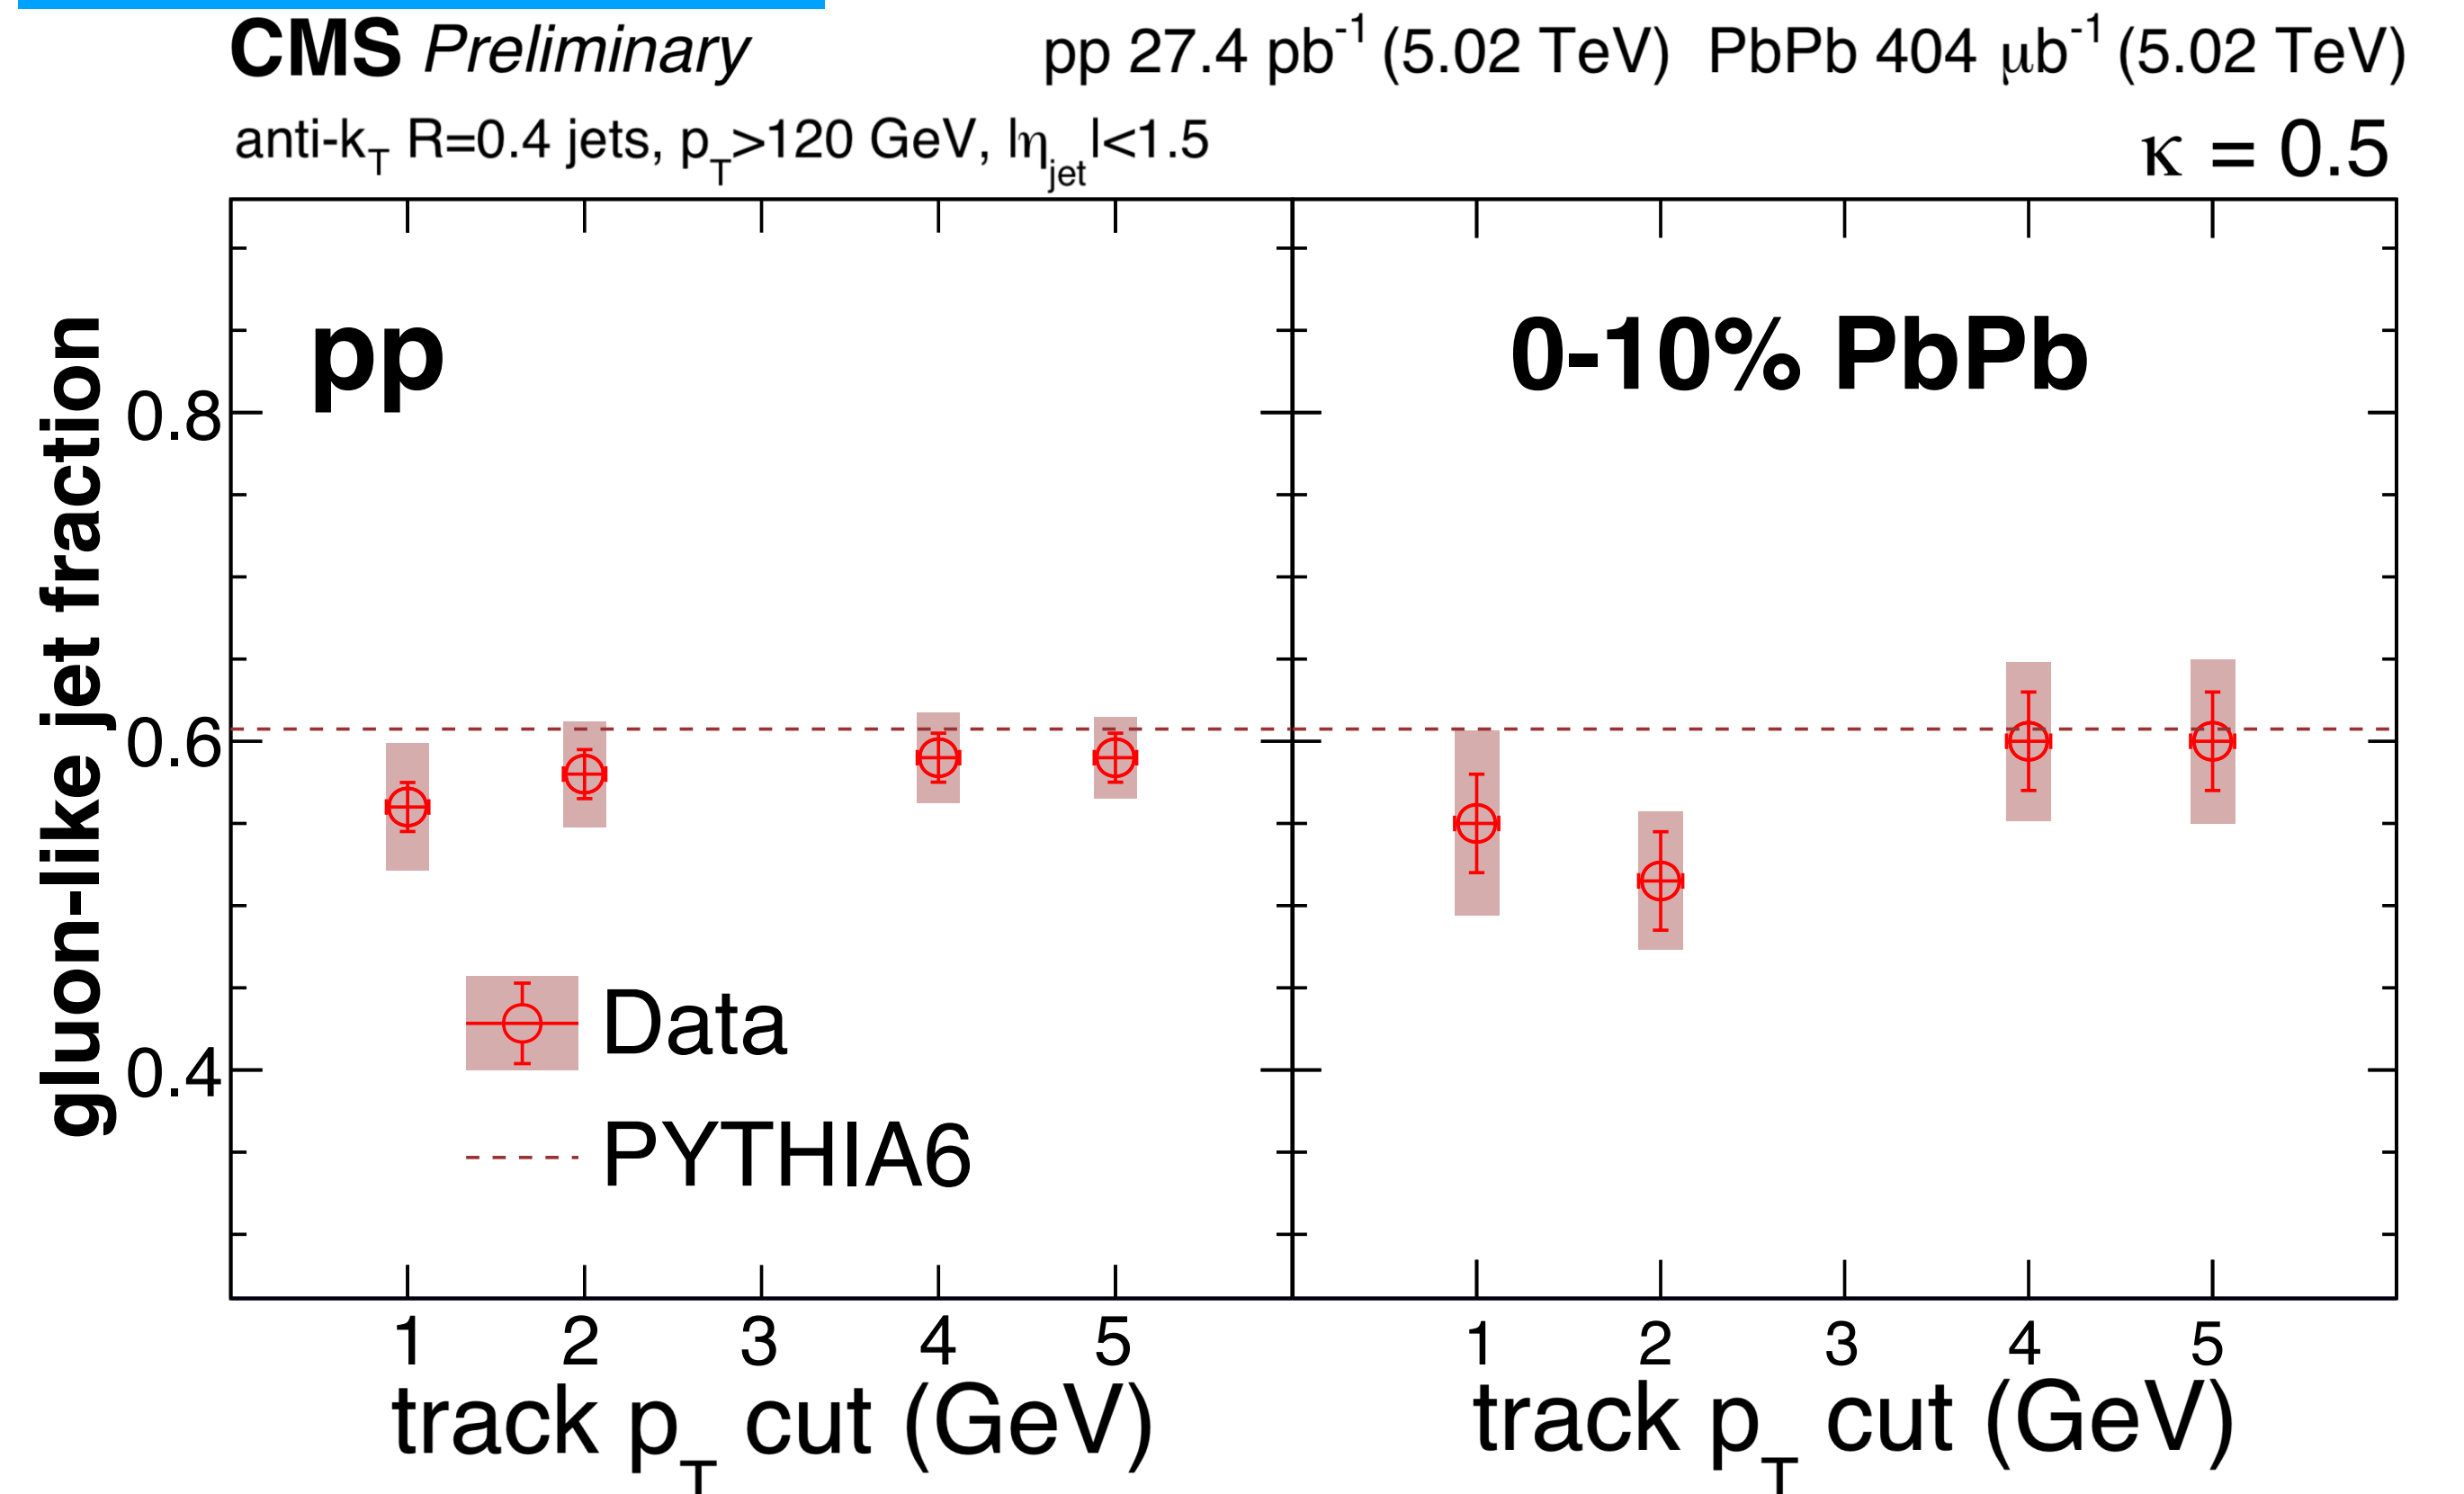 CMS Preliminary pp 27.4 pb-1 (5.02 TeV) PbPb 404 μb-1 (5.02 TeV)
anti-kT R=0.4 jets, pT>120 GeV, |ηjet|<1.5 κ = 0.5
gluon-like jet fraction
pp
0-10% PbPb
0.8
0.6
0.4
Data
PYTHIA6
1 2 3 4 5
1 2 3 4 5
track pT cut (GeV)
track pT cut (GeV)